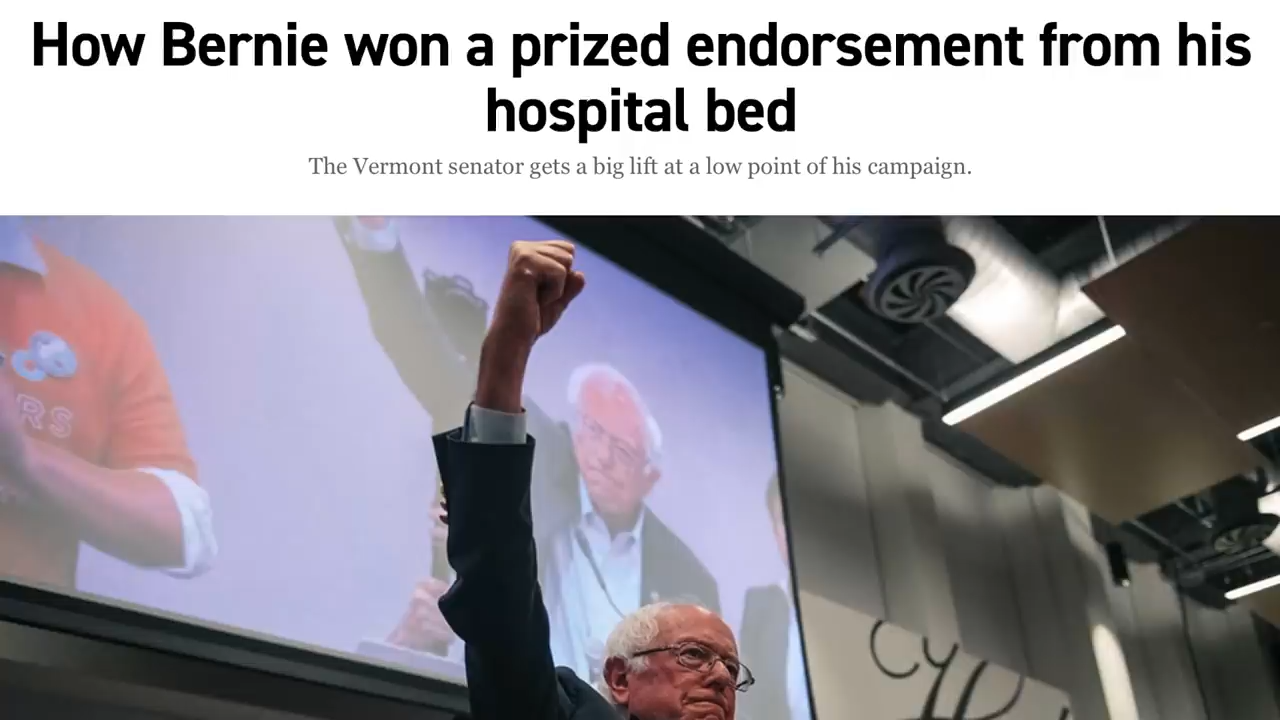 How Bernie won a prized endorsement from his
hospital bed
The Vermont senator gets a big lift at a low point of his campaign.
RS